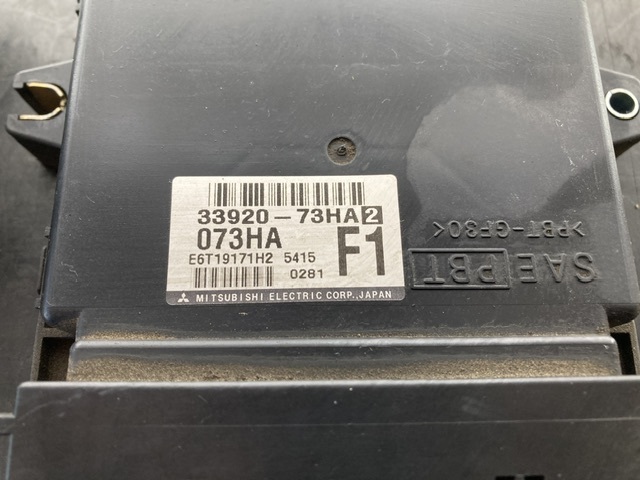 33920-73HA2
073HA
F1
E6T19171H2 5415
0281
MITSUBISHI ELECTRIC CORP. JAPAN
>PBT-GF30<
SAE PBT